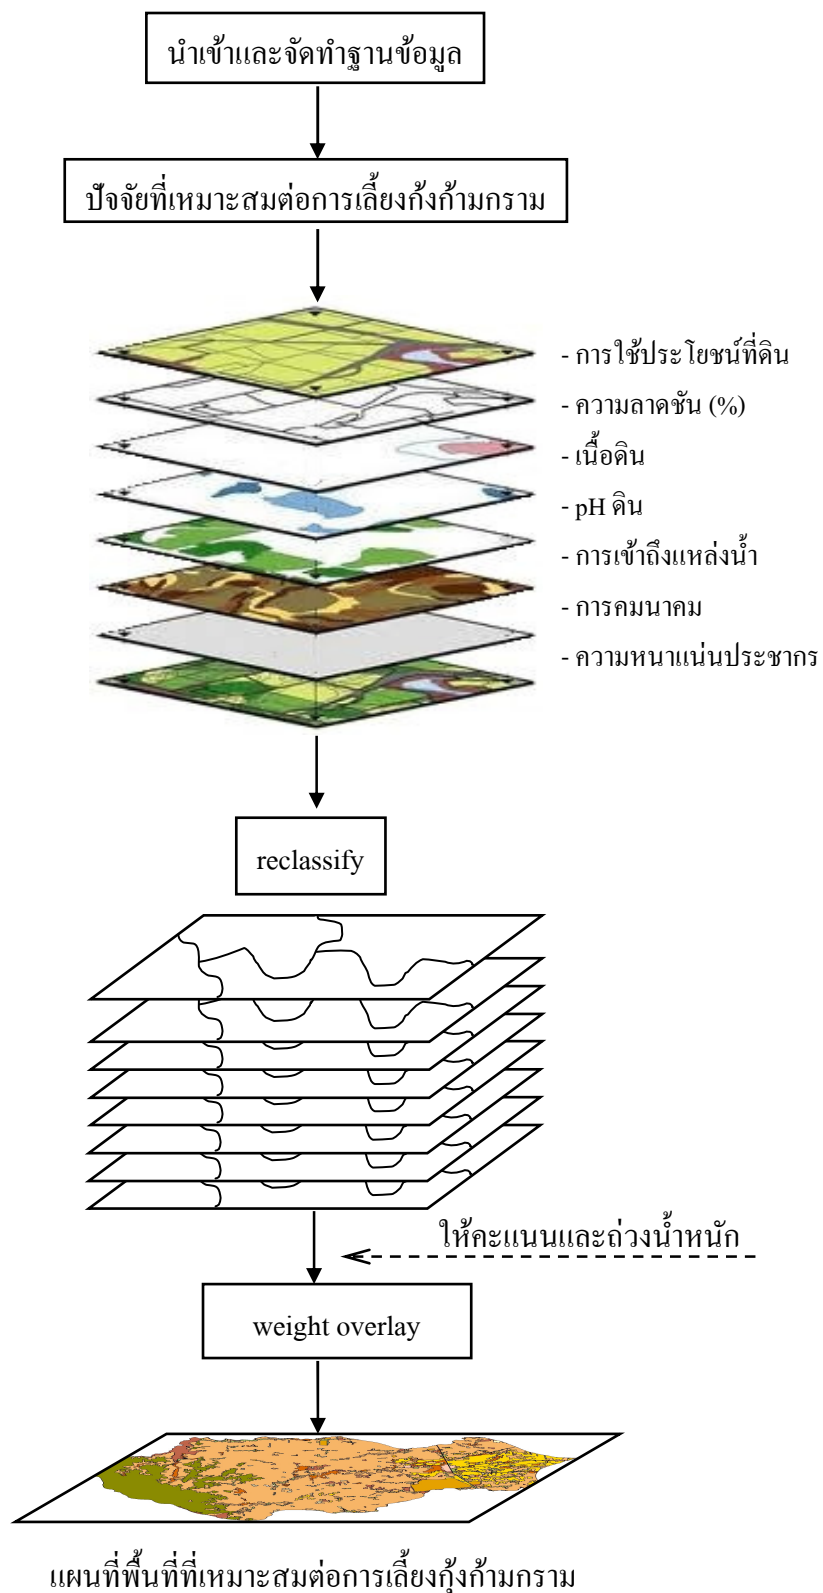 นำเข้าและจัดทำฐานข้อมูล
ปัจจัยที่เหมาะสมต่อการเลี้ยงก้งก้ามกราม
- การใช้ประโยชน์ที่ดิน
- ความลาดชัน (%)
- เนื้อดิน
- pH ดิน
- การเข้าถึงแหล่งน้ำ
- การคมนาคม
- ความหนาแน่นประชากร
reclassify
ให้คะแนนและถ่วงน้ำหนัก
weight overlay
แผนที่พื้นที่ที่เหมาะสมต่อการเลี้ยงกุ้งก้ามกราม